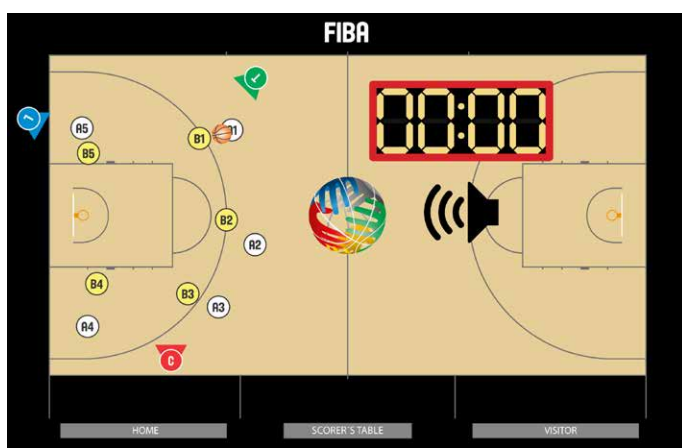 FIBA
00:00
T
L
A5
B5
B1
A1
B2
A2
B4
B3
A3
A4
C
HOME
SCORER'S TABLE
VISITOR